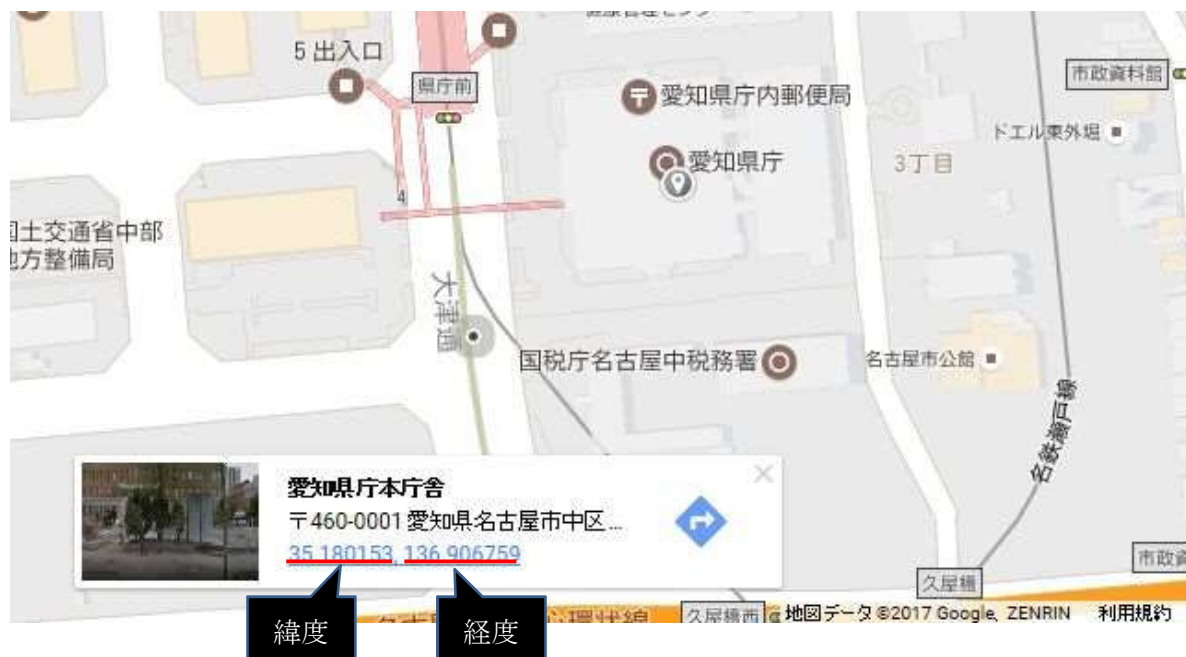 5 出入口
県庁前
市政資料館
愛知県庁内郵便局
ドエル東外堀
愛知県庁
3丁目
4
国土交通省中部
地方整備局
大津通
国税庁名古屋中税務署
名古屋市公館
名鉄瀬戸線
愛知県庁本庁舎
〒460-0001 愛知県名古屋市中区...
35.180153, 136.906759
久屋橋
市政資
久屋橋西
地図データ ©2017 Google, ZENRIN
利用規約
緯度
経度